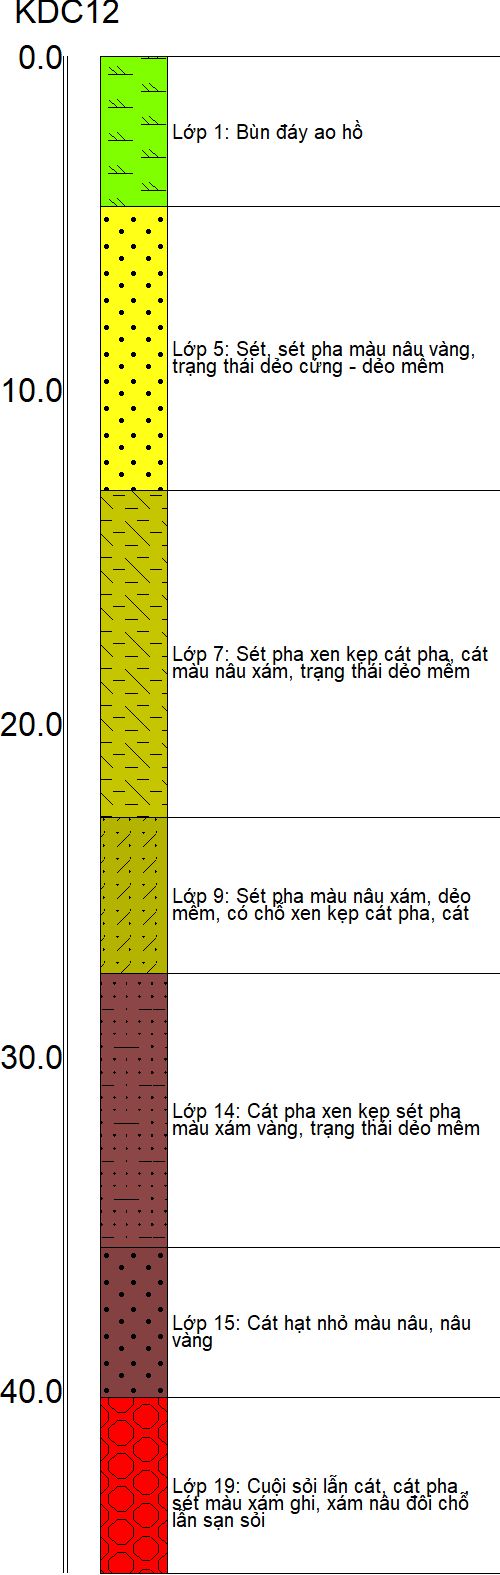 KDC12
0.0
Lớp 1: Bùn đáy ao hồ
Lớp 5: Sét, sét pha màu nâu vàng,
trạng thái dẻo cứng - dẻo mềm
10.0
Lớp 7: Sét pha xen kẹp cát pha, cát
màu nâu xám, trạng thái dẻo mềm
20.0
Lớp 9: Sét pha màu nâu xám, dẻo
mềm, có chỗ xen kẹp cát pha, cát
30.0
Lớp 14: Cát pha xen kẹp sét pha
màu xám vàng, trạng thái dẻo mềm
Lớp 15: Cát hạt nhỏ màu nâu, nâu
vàng
40.0
Lớp 19: Cuội sỏi lẫn cát, cát pha,
sét màu xám ghi, xám nâu đôi chỗ
lẫn sạn sỏi